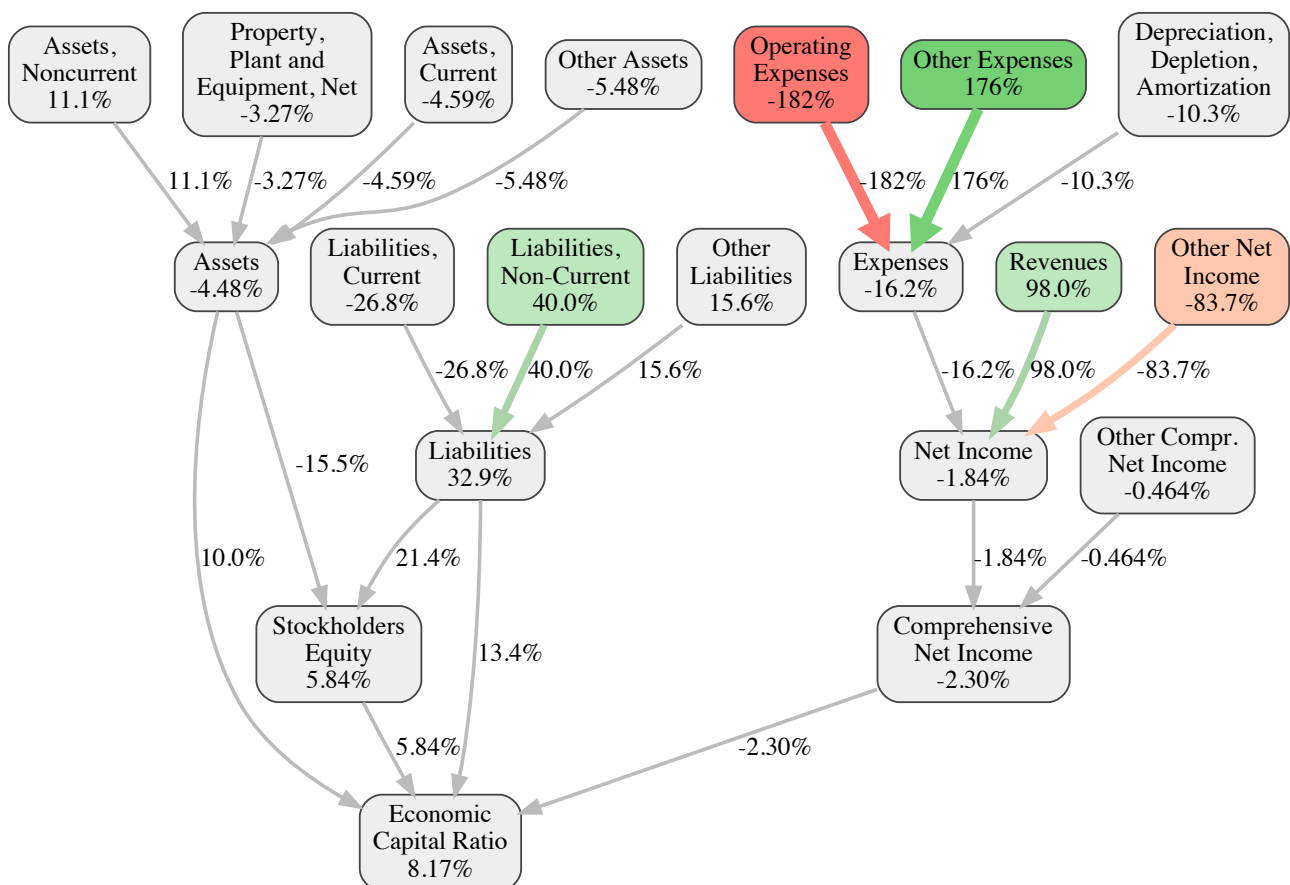 Assets,
Noncurrent
11.1%
Property,
Plant and
Equipment, Net
-3.27%
Assets,
Current
-4.59%
Other Assets
-5.48%
Operating
Expenses
-182%
Other Expenses
176%
Depreciation,
Depletion,
Amortization
-10.3%
11.1%
-3.27%
-4.59%
-5.48%
-182%
176%
-10.3%
Assets
-4.48%
Liabilities,
Current
-26.8%
Liabilities,
Non-Current
40.0%
Other
Liabilities
15.6%
Expenses
-16.2%
Revenues
98.0%
Other Net
Income
-83.7%
-26.8%
40.0%
15.6%
-16.2%
98.0%
-83.7%
-15.5%
Liabilities
32.9%
Net Income
-1.84%
Other Compr.
Net Income
-0.464%
10.0%
21.4%
-1.84%
-0.464%
Stockholders
Equity
5.84%
13.4%
Comprehensive
Net Income
-2.30%
5.84%
-2.30%
Economic
Capital Ratio
8.17%